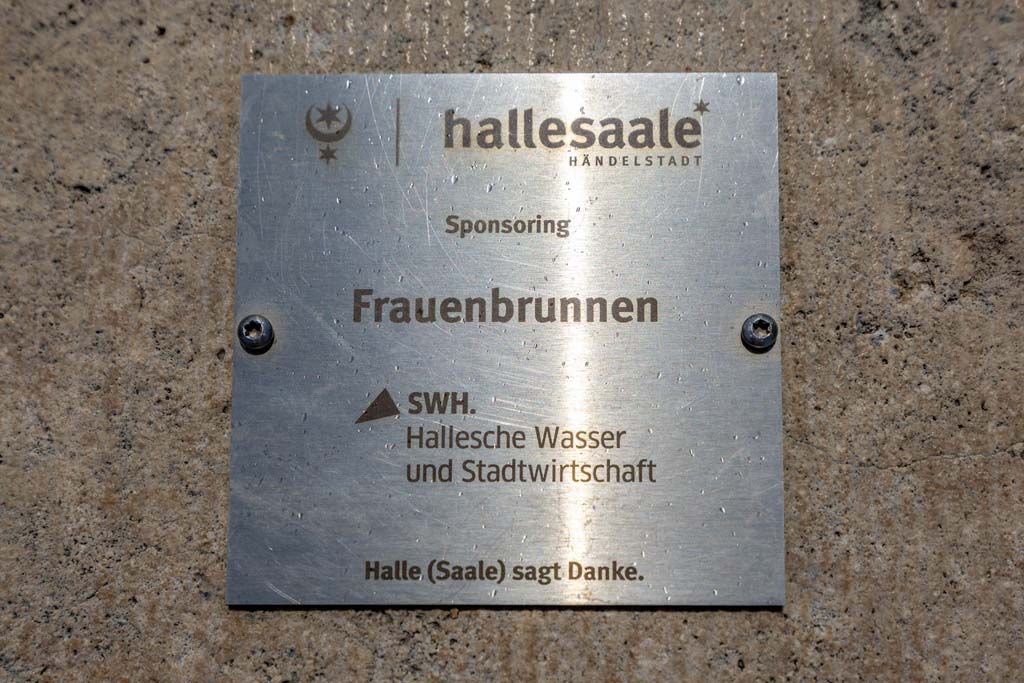 hallesaale*
HÄNDELSTADT
Sponsoring
Frauenbrunnen
SWH.
Hallesche Wasser
und Stadtwirtschaft
Halle (Saale) sagt Danke.